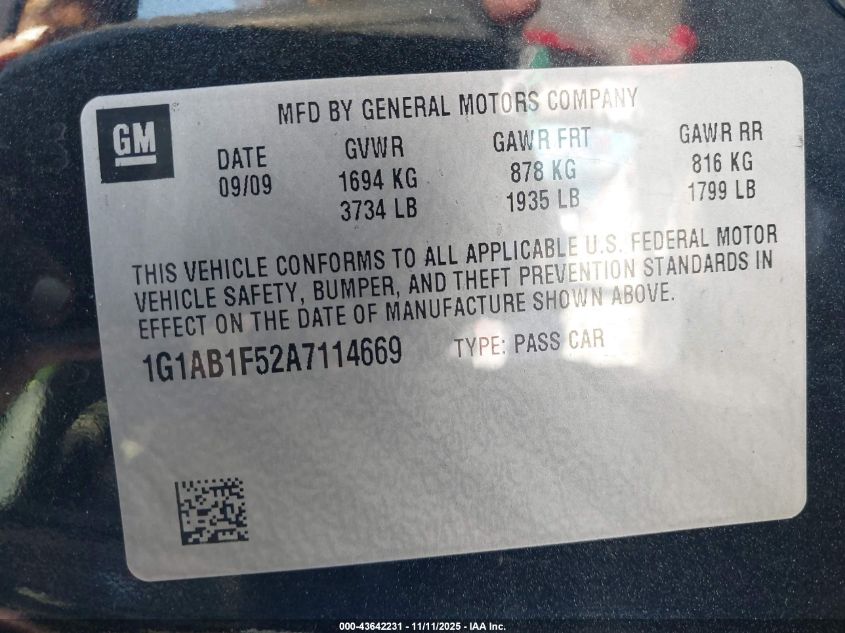 MFD BY GENERAL MOTORS COMPANY
GM
DATE GVWR GAWR FRT GAWR RR
09/09 1694 KG 878 KG 816 KG
3734 LB 1935 LB 1799 LB
THIS VEHICLE CONFORMS TO ALL APPLICABLE U.S. FEDERAL MOTOR
VEHICLE SAFETY, BUMPER, AND THEFT PREVENTION STANDARDS IN
EFFECT ON THE DATE OF MANUFACTURE SHOWN ABOVE.
1G1AB1F52A7114669 TYPE: PASS CAR
000-43642231 - 11/11/2025 - IAA Inc.